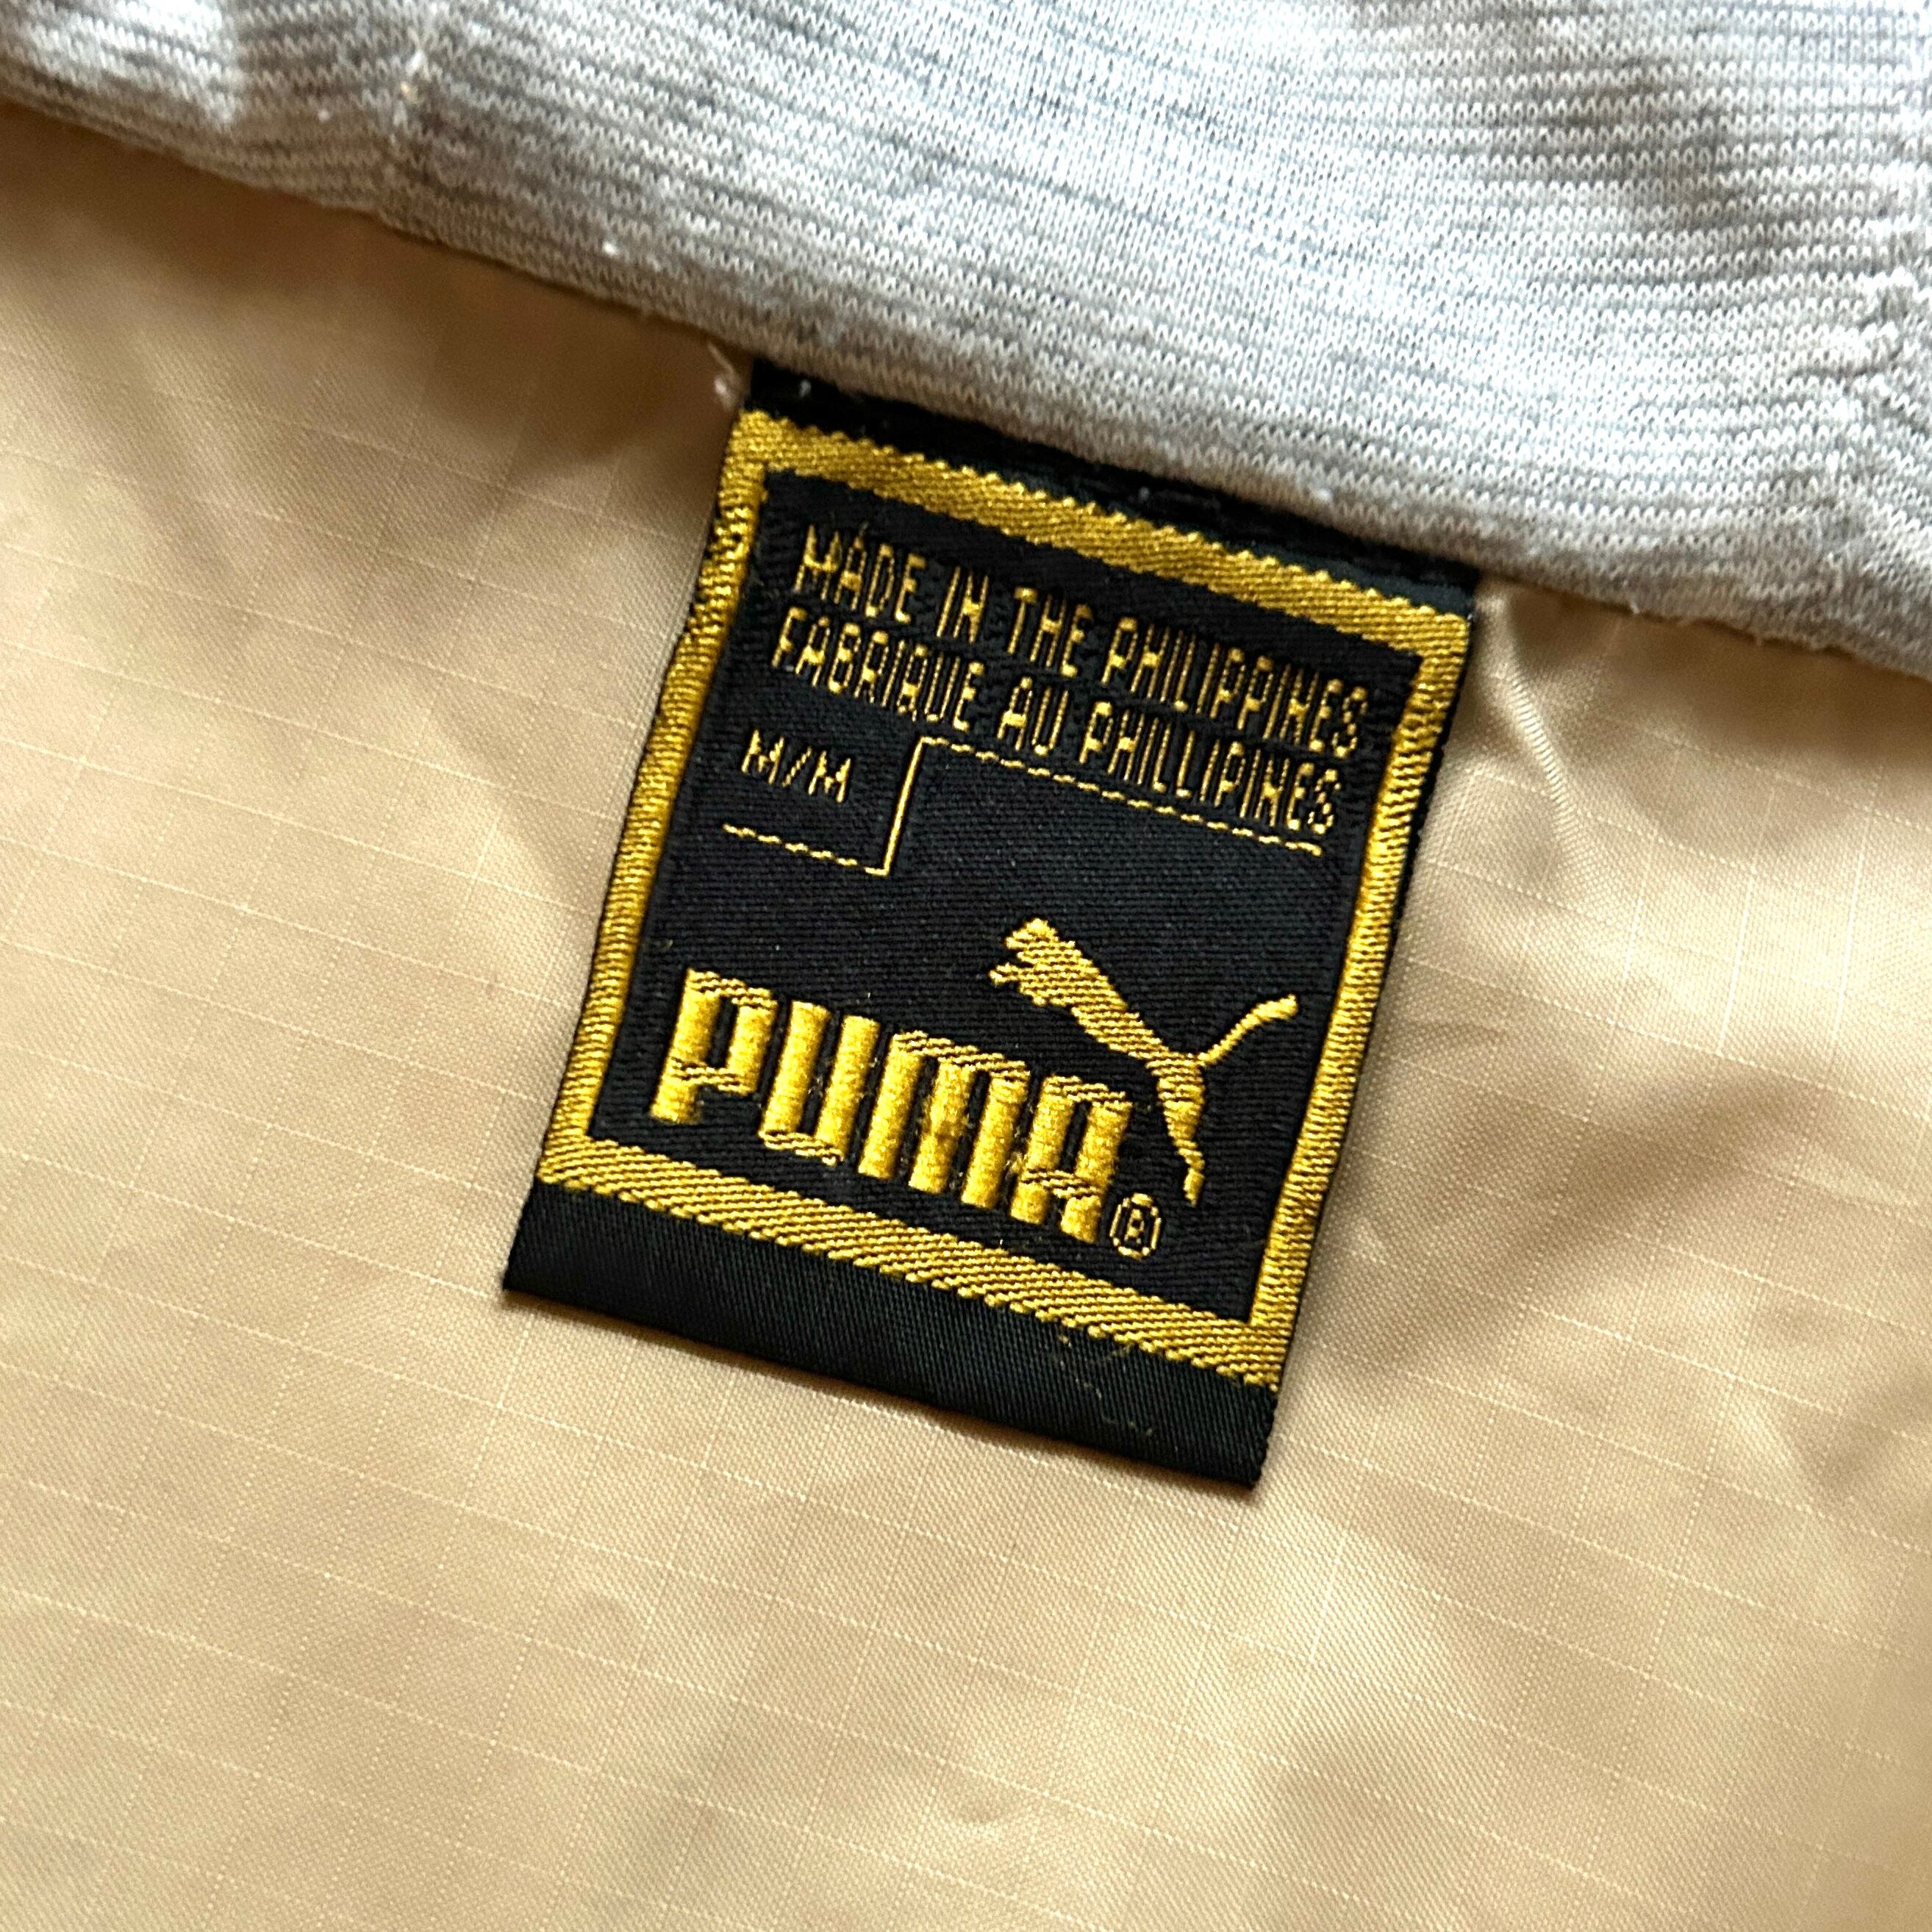 MADE IN THE PHILIPPINES
FABRIQUE AU PHILLIPINES
M/M
PUMA®